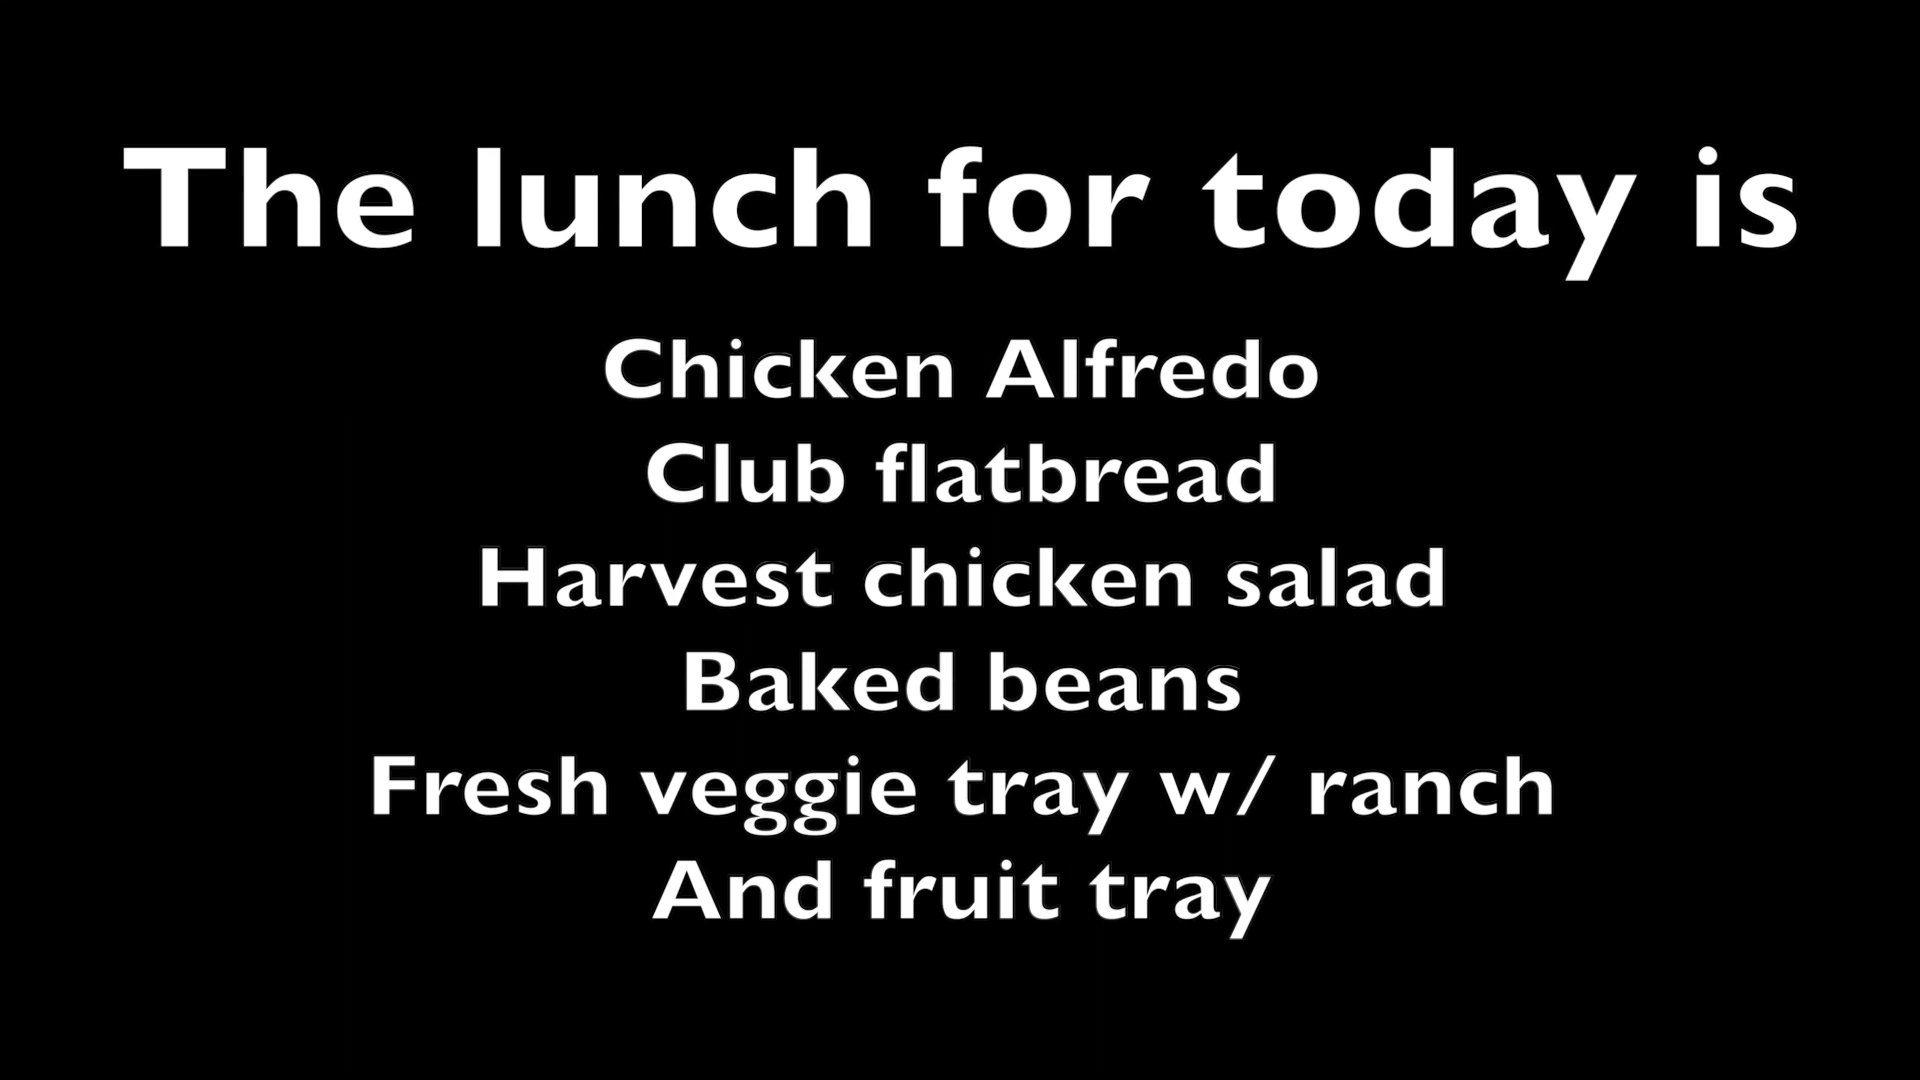 The lunch for today is
Chicken Alfredo
Club flatbread
Harvest chicken salad
Baked beans
Fresh veggie tray w/ ranch
And fruit tray